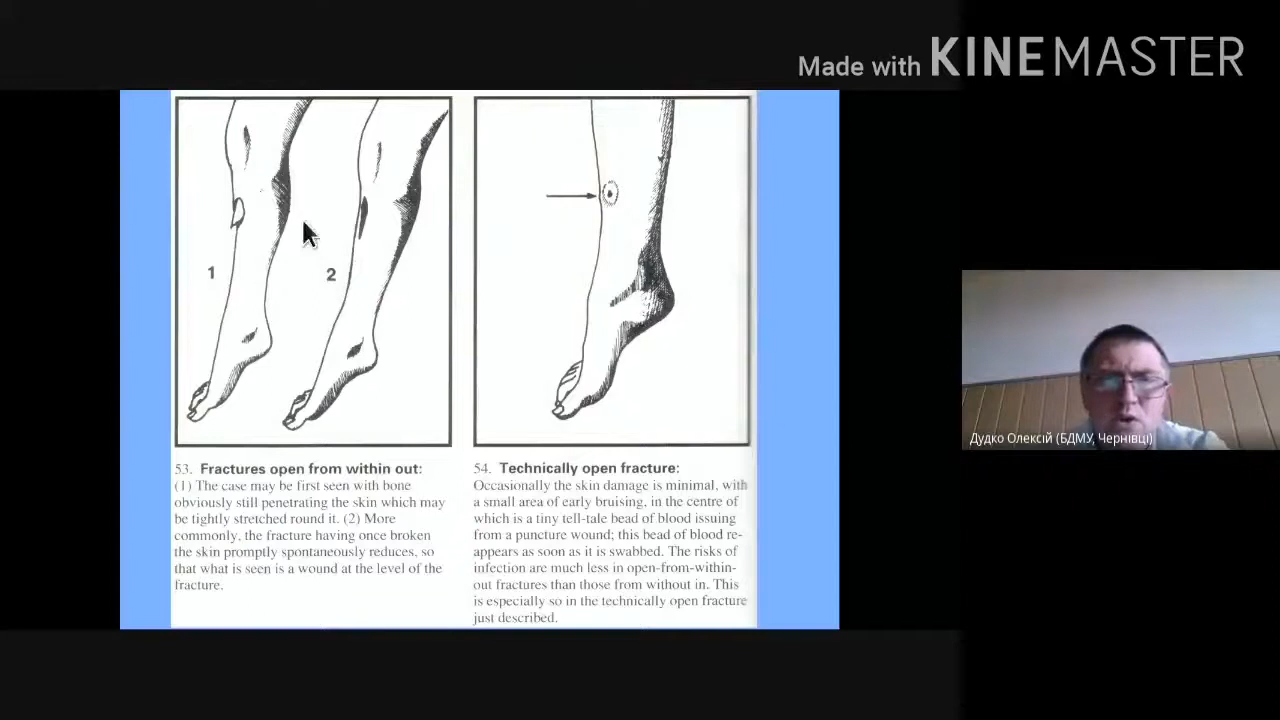 Made with KINEMASTER
1
2
53. Fractures open from within out:
(1) The case may be first seen with bone
obviously still penetrating the skin which may
be tightly stretched round it. (2) More
commonly, the fracture having once broken
the skin promptly spontaneously reduces, so
that what is seen is a wound at the level of the
fracture.
54. Technically open fracture:
Occasionally the skin damage is minimal, with
a small area of early bruising, in the centre of
which is a tiny tell-tale bead of blood issuing
from a puncture wound; this bead of blood re-
appears as soon as it is swabbed. The risks of
infection are much less in open-from-within-
out fractures than those from without in. This
is especially so in the technically open fracture
just described.
Дудко Олексій (БДМУ, Чернівці)